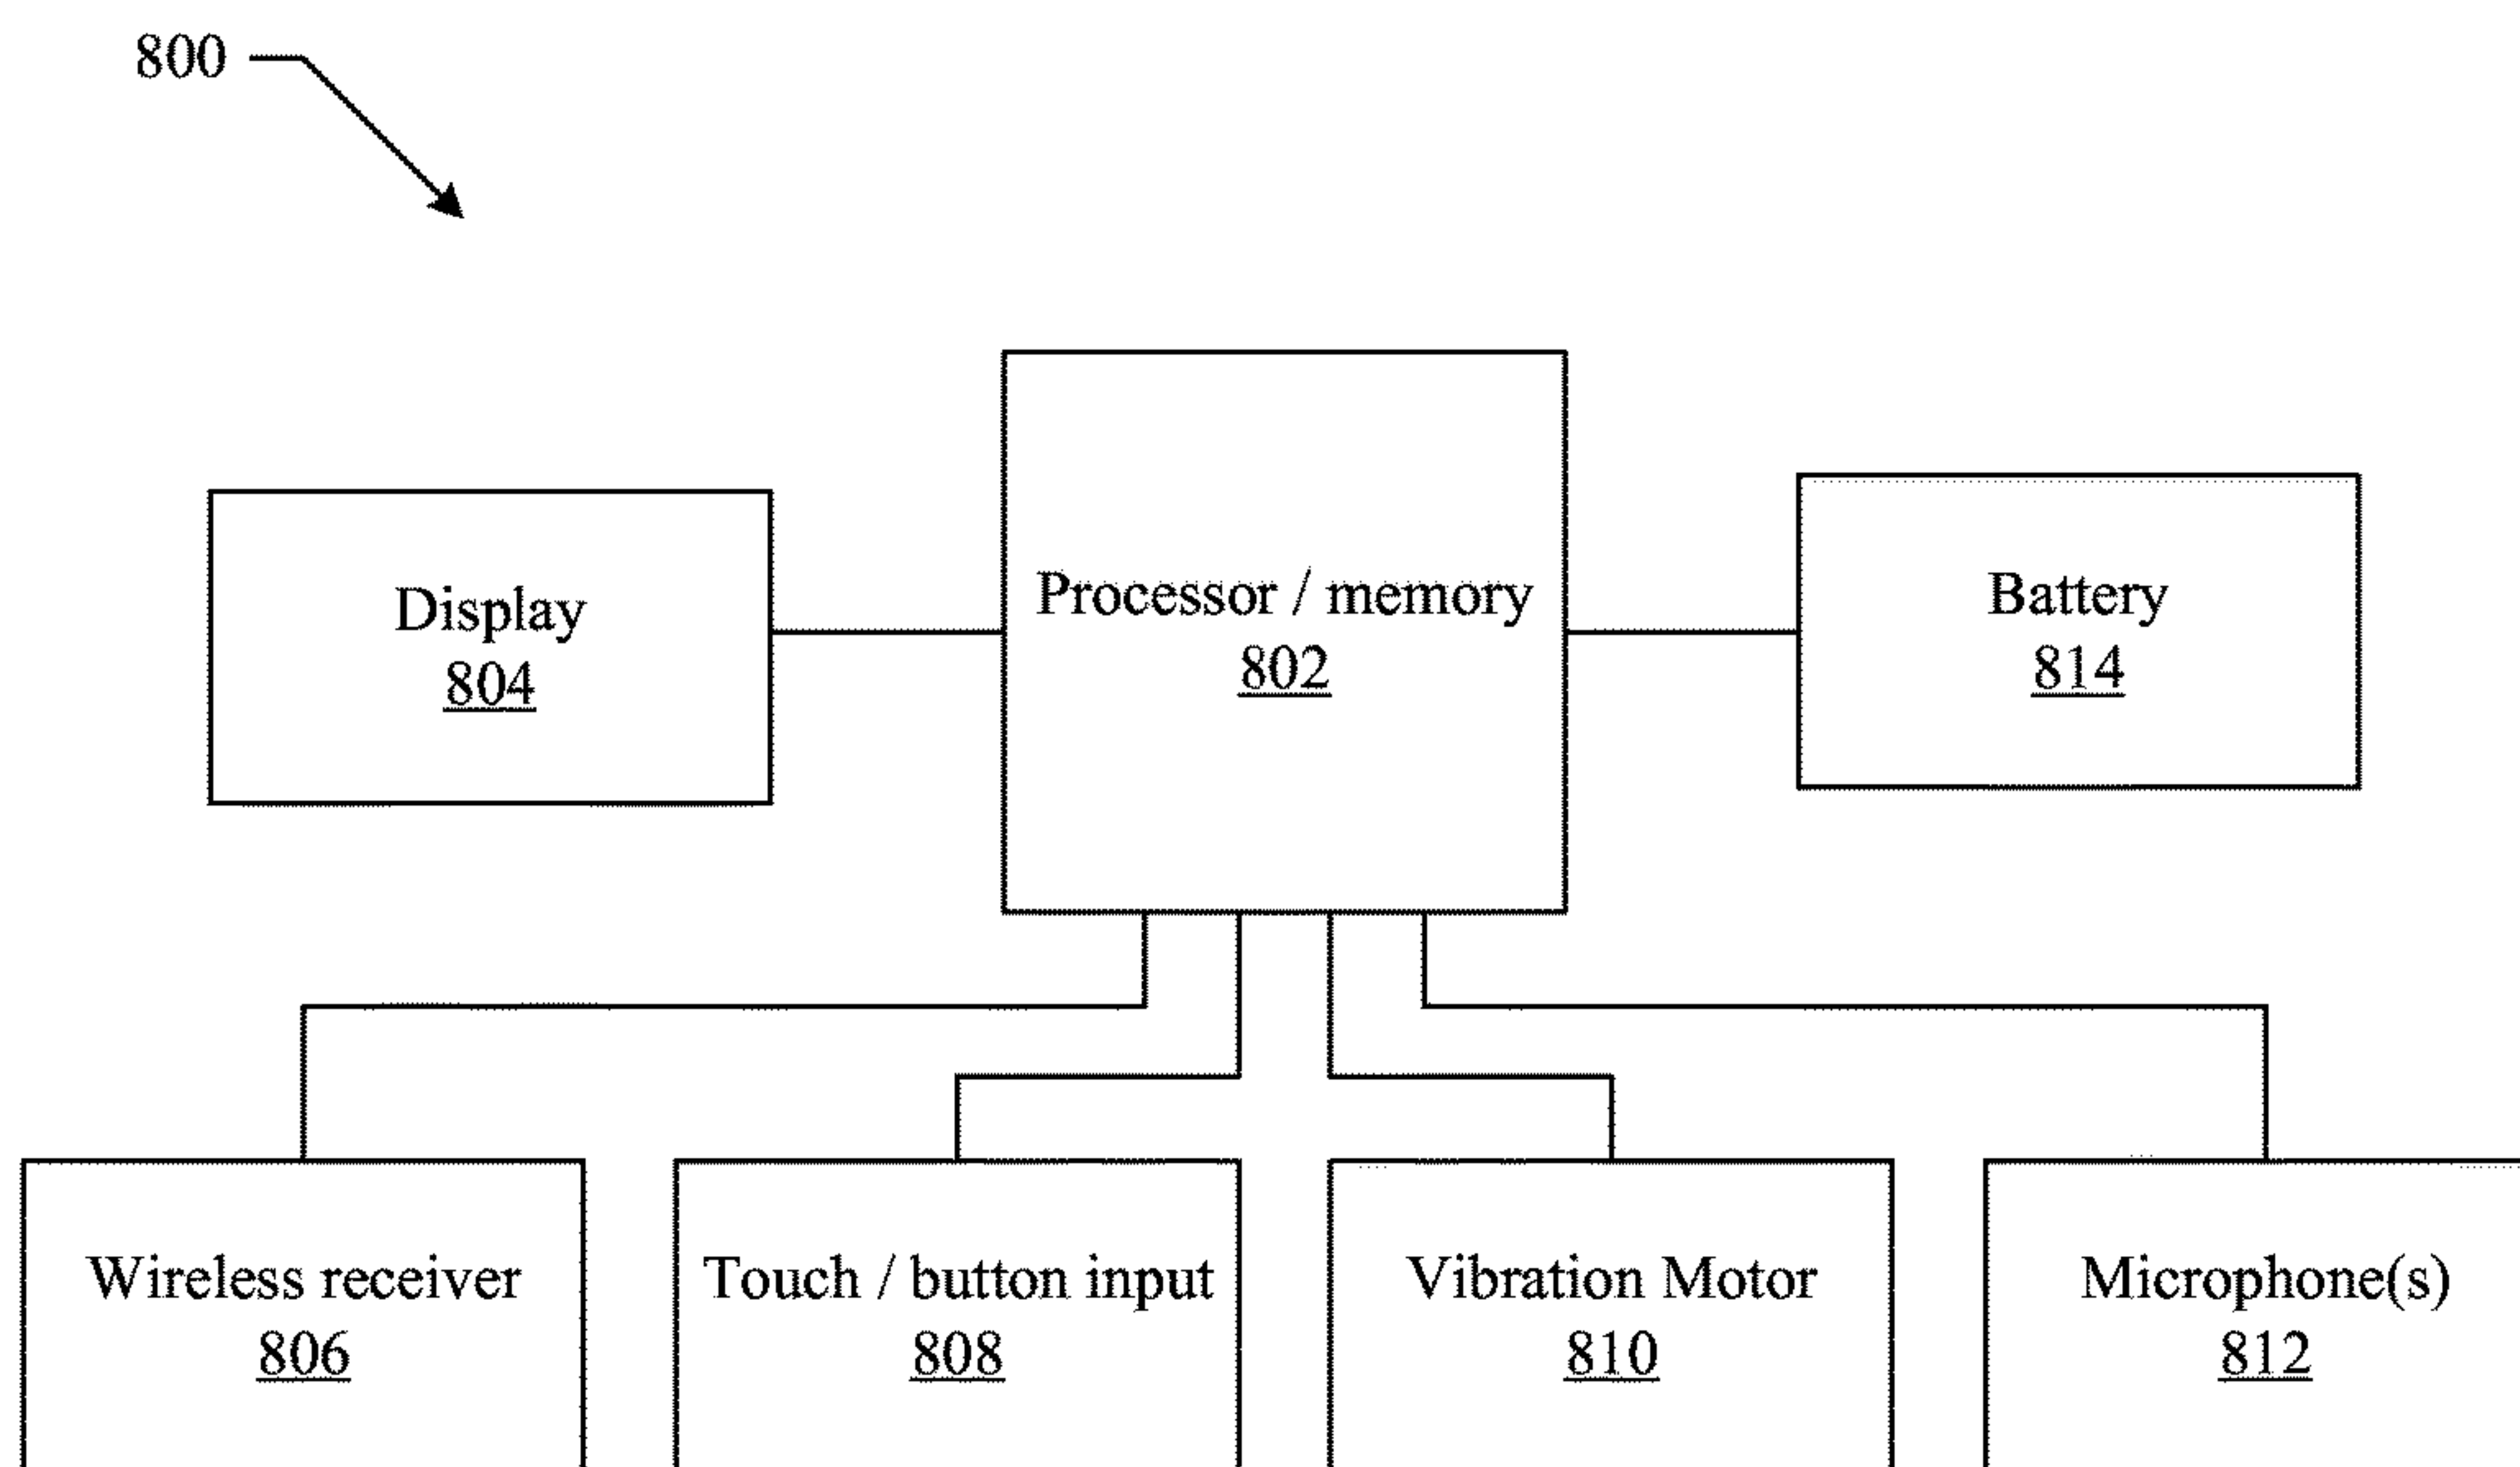 800
Processor / memory
802
Display
804
Battery
814
Wireless receiver
806
Touch / button input
808
Vibration Motor
810
Microphone(s)
812